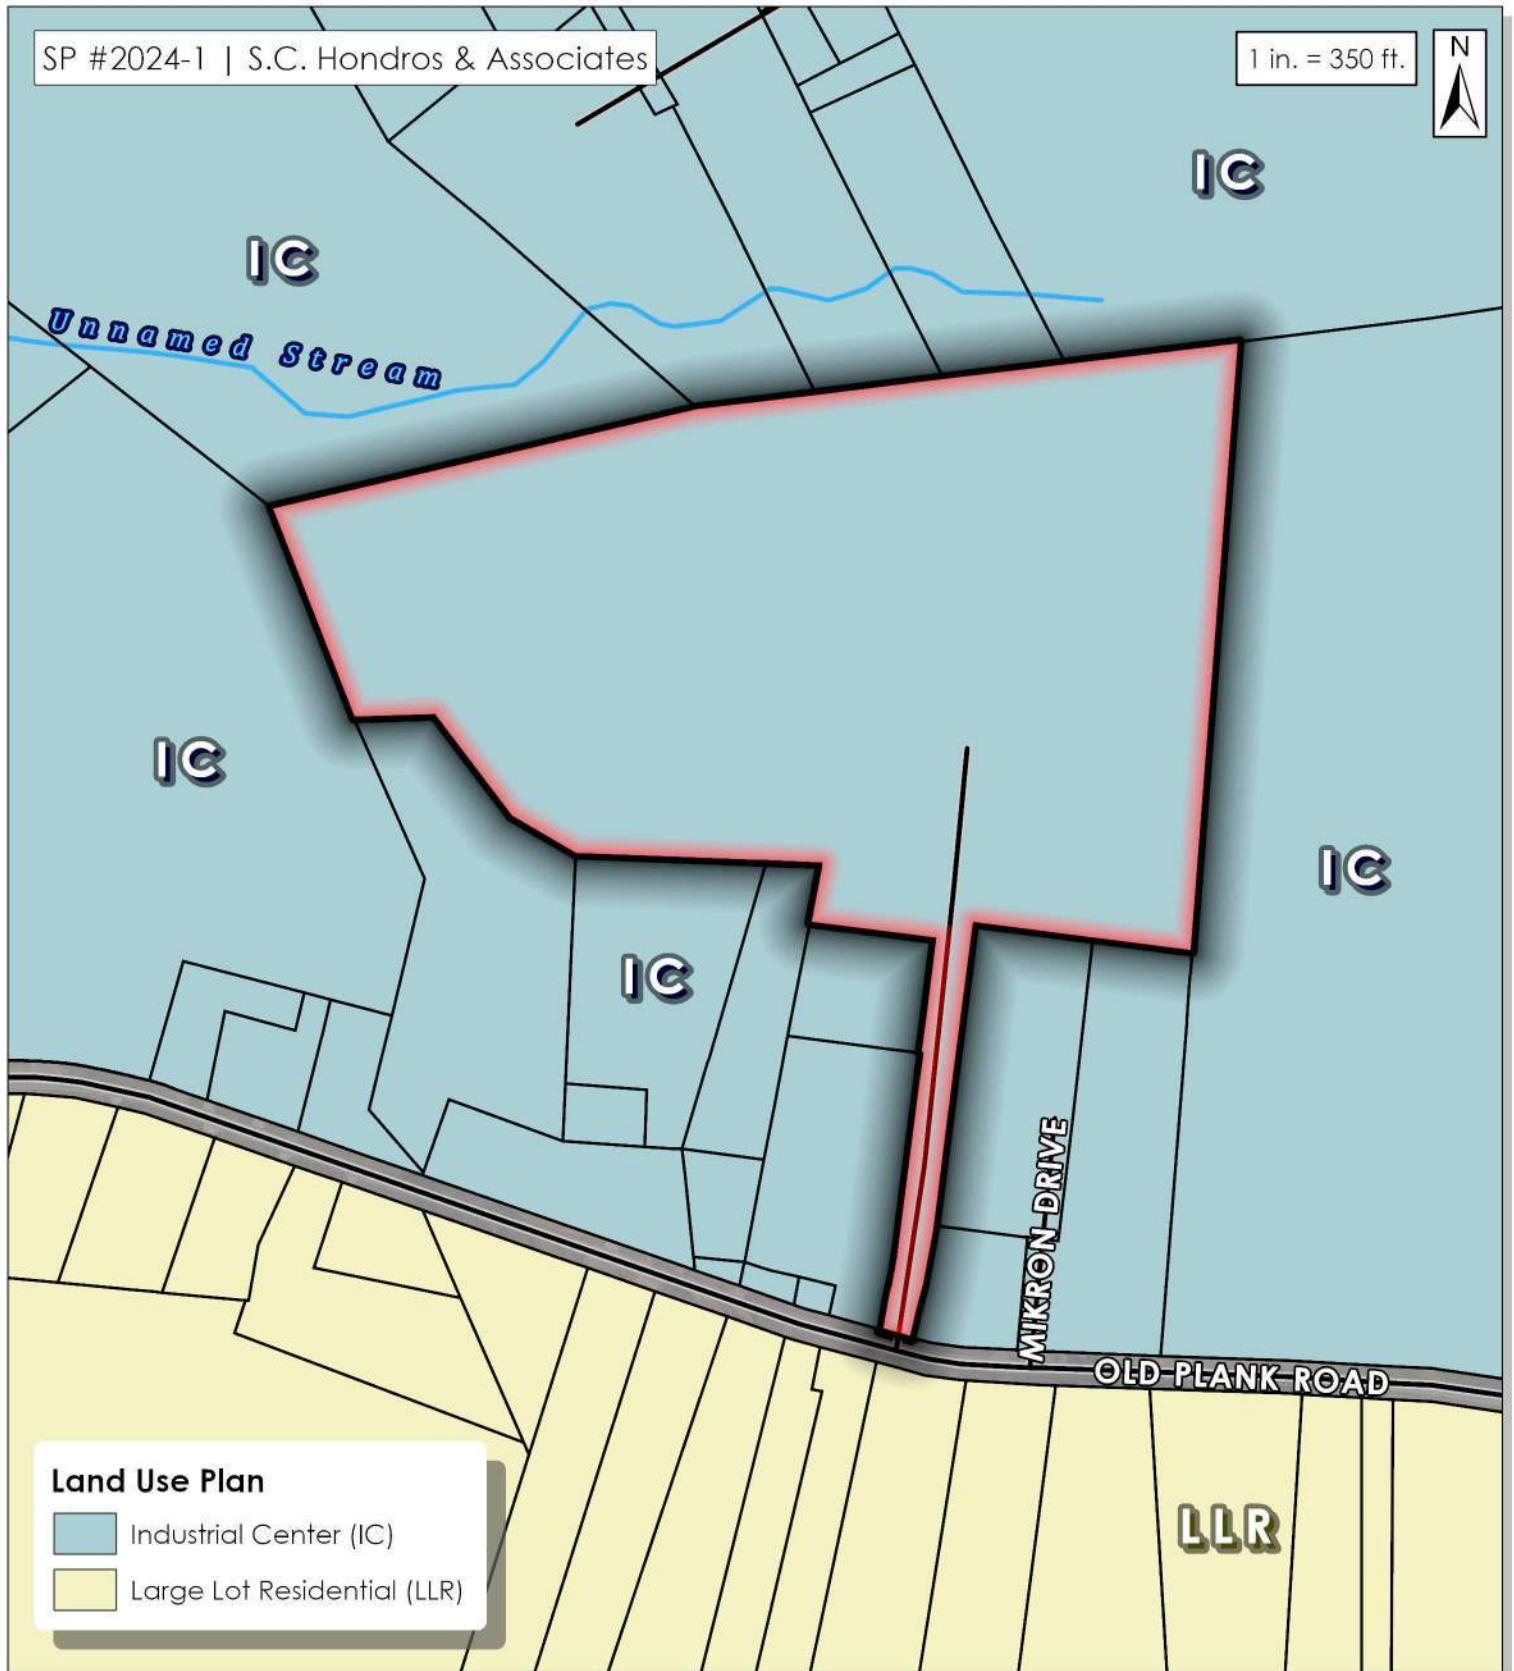 SP #2024-1 | S.C. Hondros & Associates
1 in. = 350 ft.
N
IC
IC
Unnamed Stream
IC
IC
IC
MIKRON DRIVE
OLD PLANK ROAD
LLR
Land Use Plan
Industrial Center (IC)
Large Lot Residential (LLR)